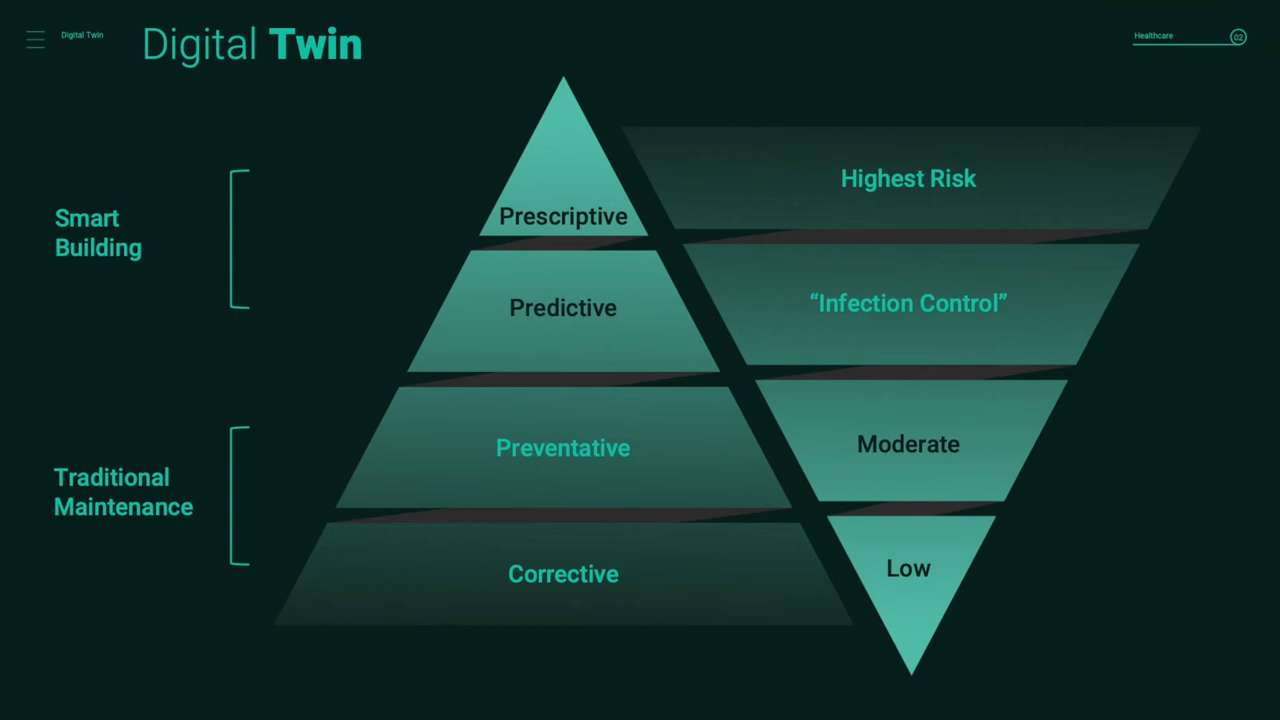 Digital Twin
Digital Twin
Healthcare
02
Smart
Building
Prescriptive
Predictive
Highest Risk
“Infection Control”
Traditional
Maintenance
Preventative
Corrective
Moderate
Low